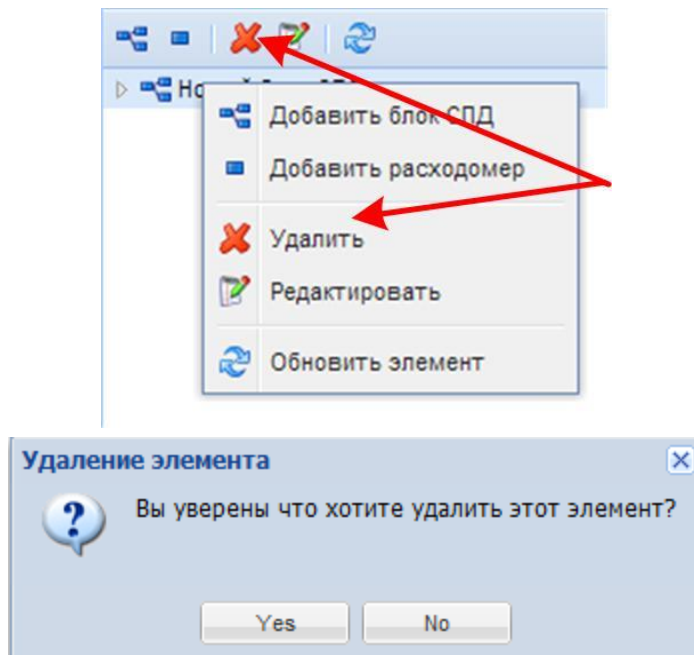 Добавить блок СПД
Добавить расходомер
Удалить
Редактировать
Обновить элемент
Удаление элемента
Вы уверены что хотите удалить этот элемент?
Yes No